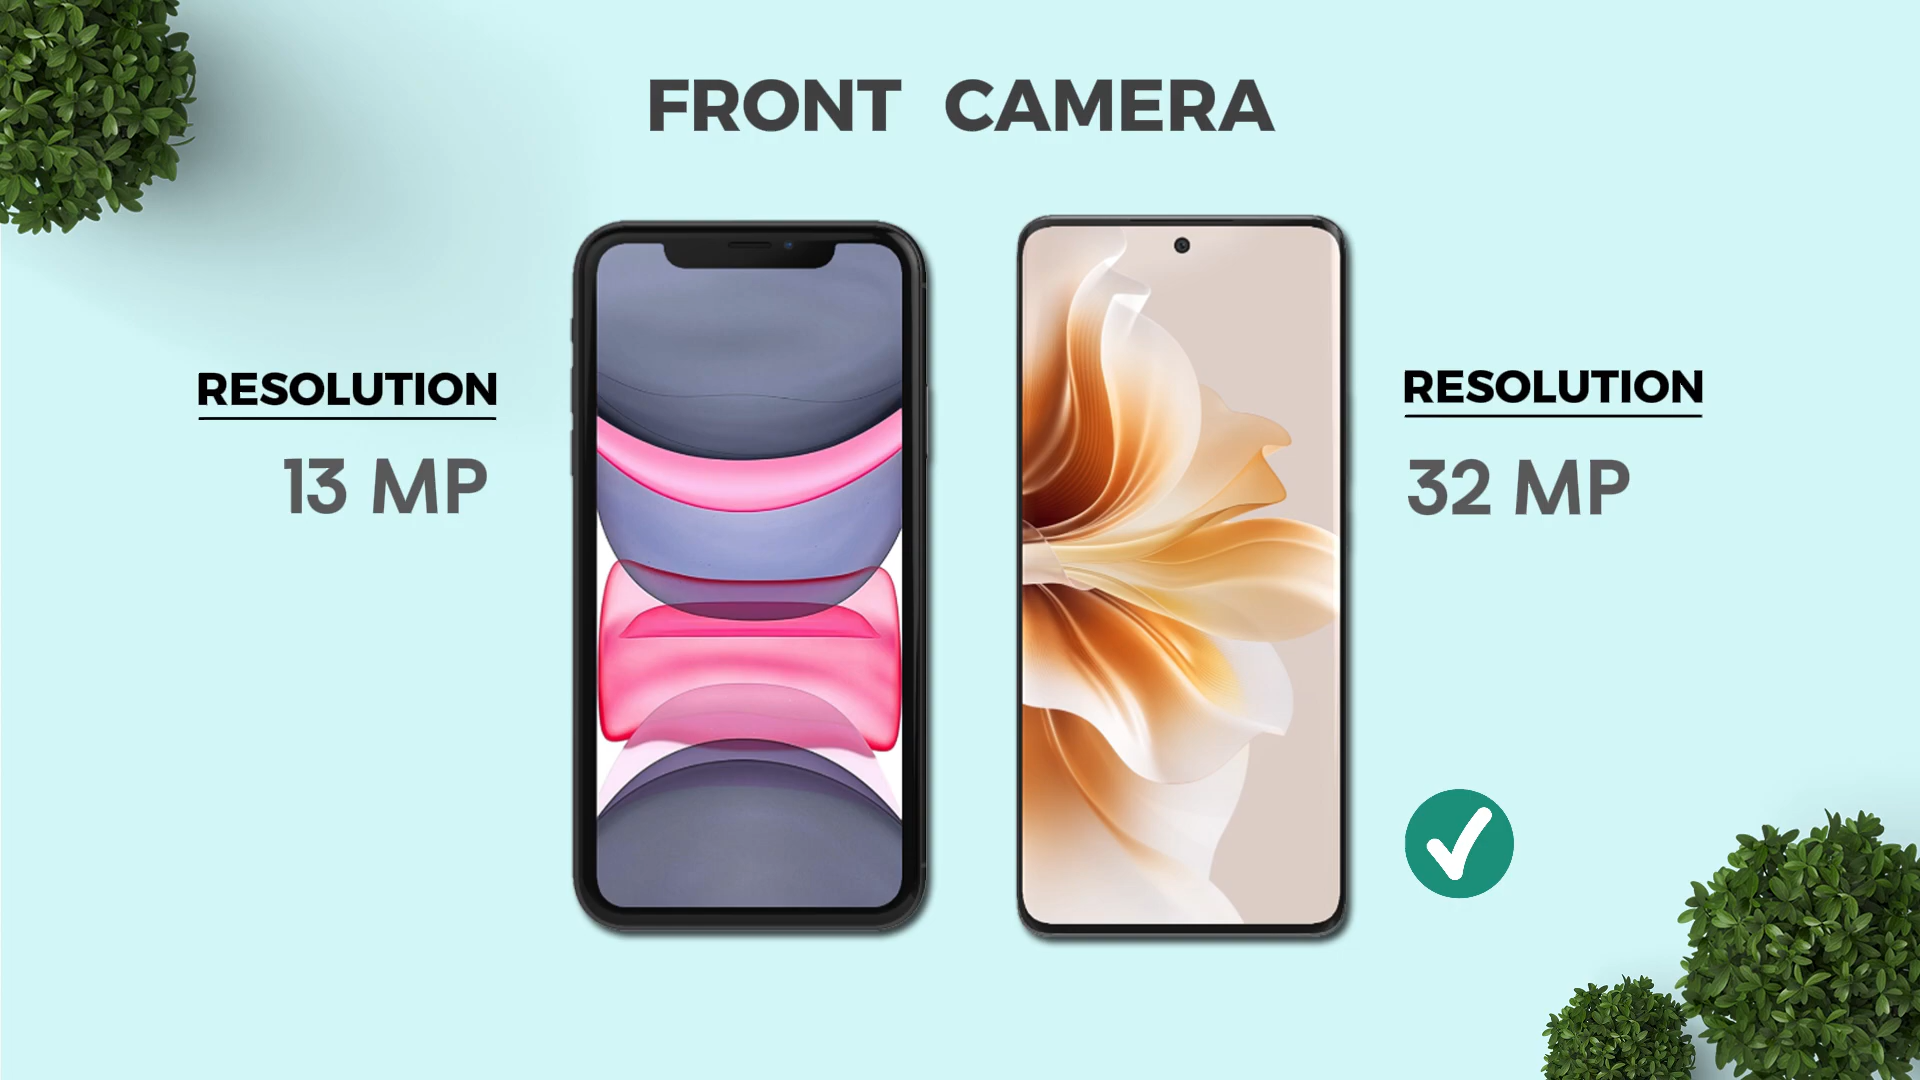 FRONT CAMERA
RESOLUTION
13 MP
RESOLUTION
32 MP